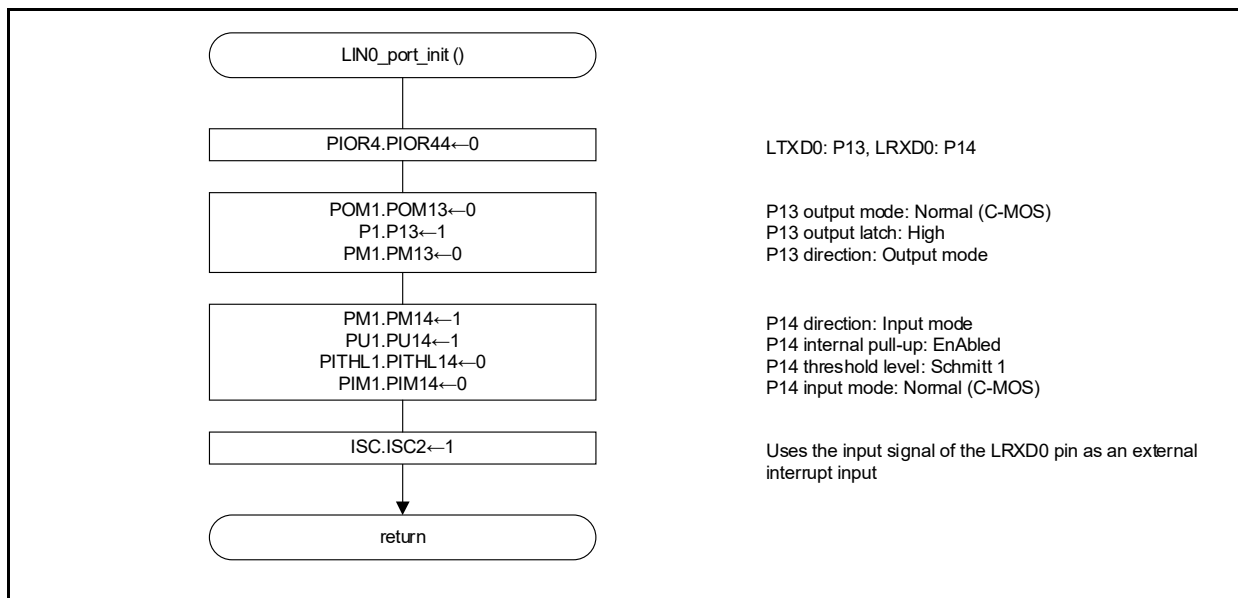 LIN0_port_init ()
PIOR4.PIOR44←0
LTXD0: P13, LRXD0: P14
POM1.POM13←0
P13 output mode: Normal (C-MOS)
P1.P13←1
P13 output latch: High
PM1.PM13←0
P13 direction: Output mode
PM1.PM14←1
P14 direction: Input mode
PU1.PU14←1
P14 internal pull-up: EnAbled
PITHL1.PITHL14←0
P14 threshold level: Schmitt 1
PIM1.PIM14←0
P14 input mode: Normal (C-MOS)
ISC.ISC2←1
Uses the input signal of the LRXD0 pin as an external
interrupt input
return